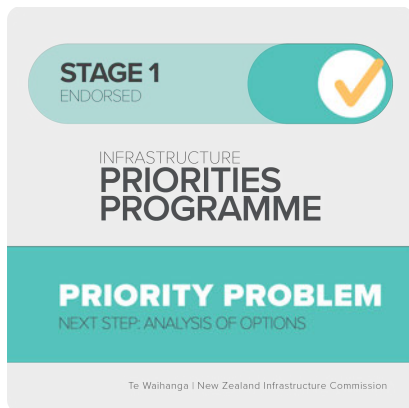 STAGE 1
ENDORSED
INFRASTRUCTURE
PRIORITIES
PROGRAMME
PRIORITY PROBLEM
NEXT STEP: ANALYSIS OF OPTIONS
Te Waihanga | New Zealand Infrastructure Commission